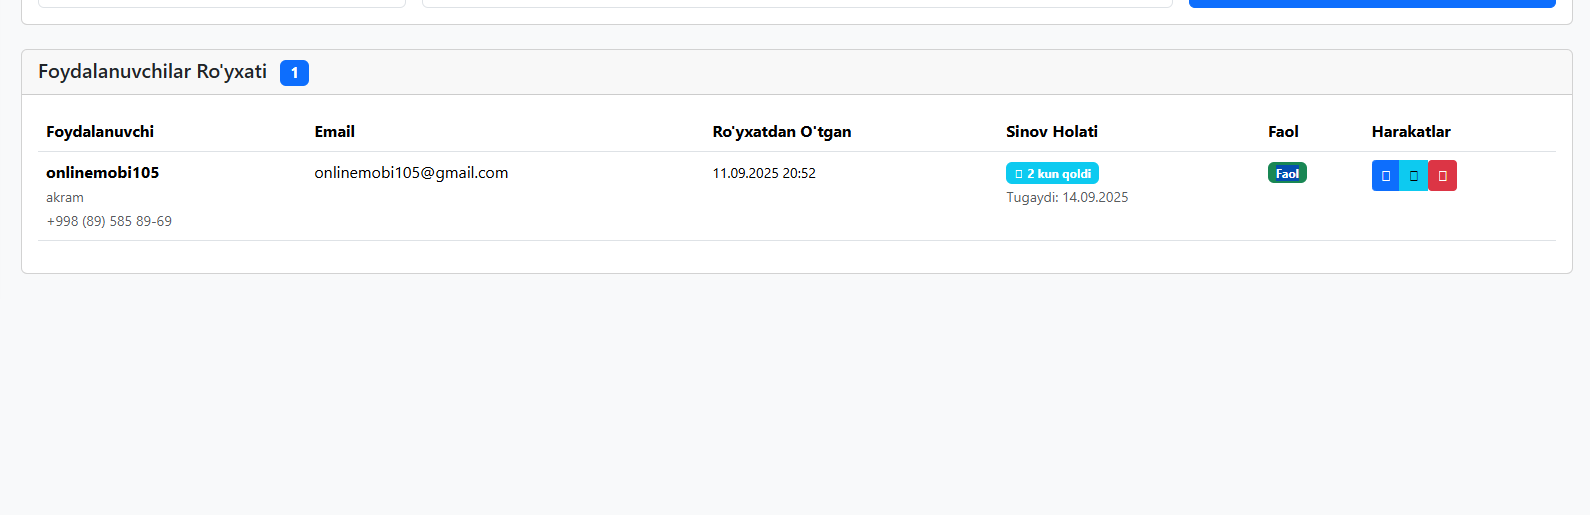 Foydalanuvchilar Ro'yxati 1
Foydalanuvchi Email Ro'yxatdan O'tgan Sinov Holati Faol Harakatlar
onlinemobi105 onlinemobi105@gmail.com 11.09.2025 20:52 2 kun qoldi Faol
akram Tugaydi: 14.09.2025
+998 (89) 585 89-69